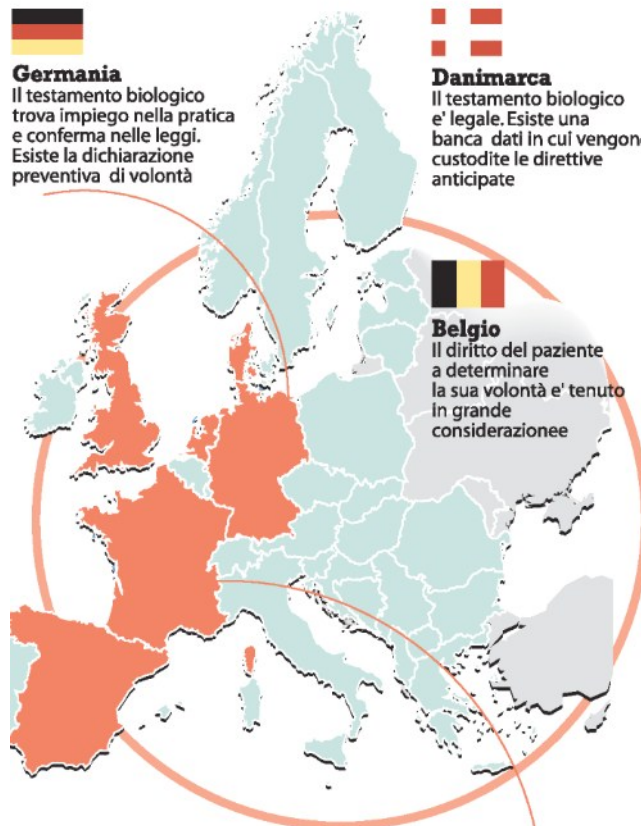 Germania
Il testamento biologico
trova impiego nella pratica
e conferma nelle leggi.
Esiste la dichiarazione
preventiva di volontà
Danimarca
Il testamento biologico
e' legale. Esiste una
banca dati in cui vengono
custodite le direttive
anticipate
Belgio
Il diritto del paziente
a determinare
la sua volontà e' tenuto
in grande
considerazionee